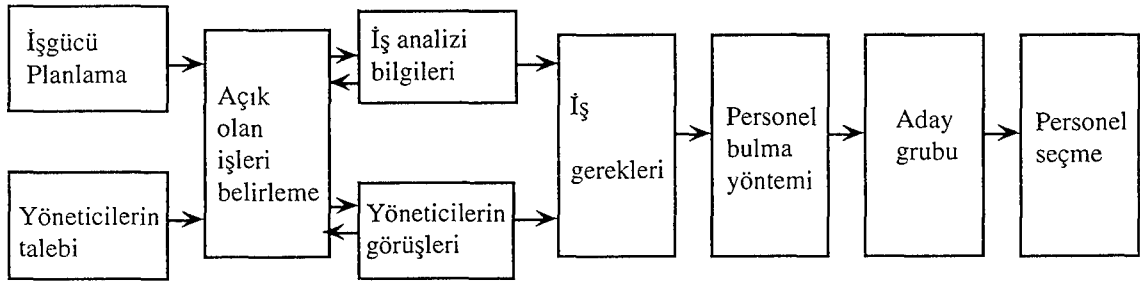 İşgücü
Planlama
Yöneticilerin
talebi
Açık
olan
işleri
belirleme
İş analizi
bilgileri
Yöneticilerin
görüşleri
İş
gerekleri
Personel
bulma
yöntemi
Aday
grubu
Personel
seçme